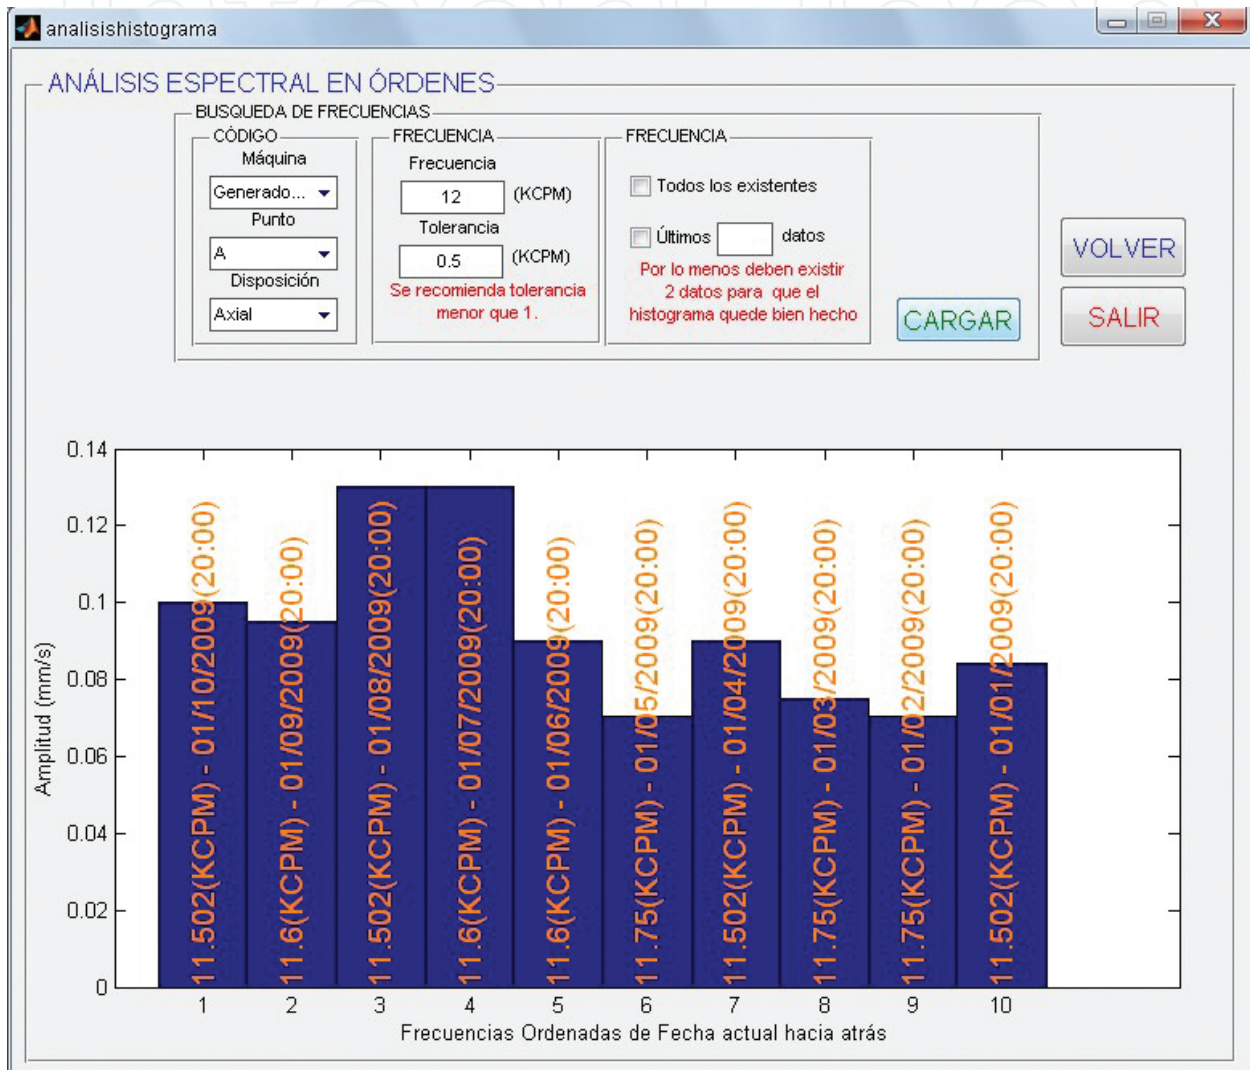 analisishistograma
ANÁLISIS ESPECTRAL EN ÓRDENES
BUSQUEDA DE FRECUENCIAS
CÓDIGO
Máquina
Generado...
Punto
A
Disposición
Axial
FRECUENCIA
Frecuencia
12 (KCPM)
Tolerancia
0.5 (KCPM)
Se recomienda tolerancia
menor que 1.
FRECUENCIA
Todos los existentes
Últimos datos
Por lo menos deben existir
2 datos para que el
histograma quede bien hecho
CARGAR
VOLVER
SALIR
Amplitud (mm/s)
0.14
0.12
0.1
0.08
0.06
0.04
0.02
0
11.502(KCPM) - 01/10/2009(20:00)
11.6(KCPM) - 01/09/2009(20:00)
11.502(KCPM) - 01/08/2009(20:00)
11.6(KCPM) - 01/07/2009(20:00)
11.6(KCPM) - 01/06/2009(20:00)
11.75(KCPM) - 01/05/2009(20:00)
11.502(KCPM) - 01/04/2009(20:00)
11.75(KCPM) - 01/03/2009(20:00)
11.75(KCPM) - 01/02/2009(20:00)
11.502(KCPM) - 01/01/2009(20:00)
1 2 3 4 5 6 7 8 9 10
Frecuencias Ordenadas de Fecha actual hacia atrás